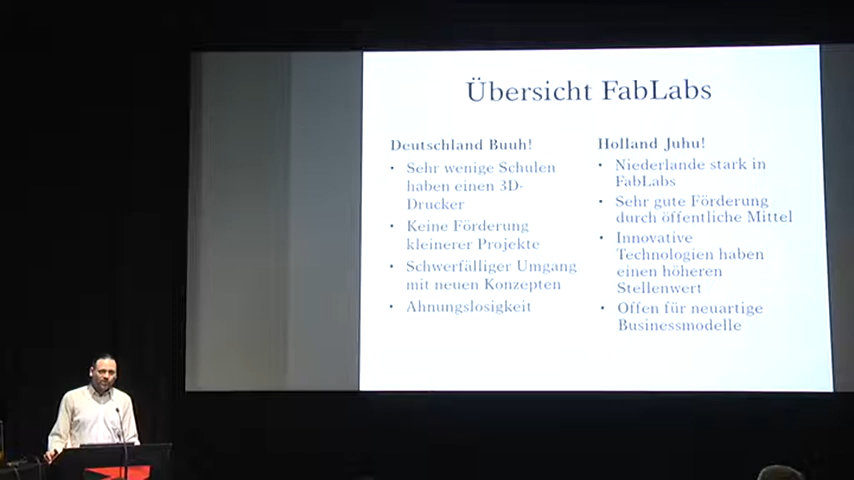 Übersicht FabLabs
Deutschland Buuh!
• Sehr wenige Schulen
haben einen 3D-
Drucker
• Keine Förderung
kleinerer Projekte
• Schwerfälliger Umgang
mit neuen Konzepten
• Ahnungslosigkeit
Holland Juhu!
• Niederlande stark in
FabLabs
• Sehr gute Förderung
durch öffentliche Mittel
• Innovative
Technologien haben
einen höheren
Stellenwert
• Offen für neuartige
Businessmodelle